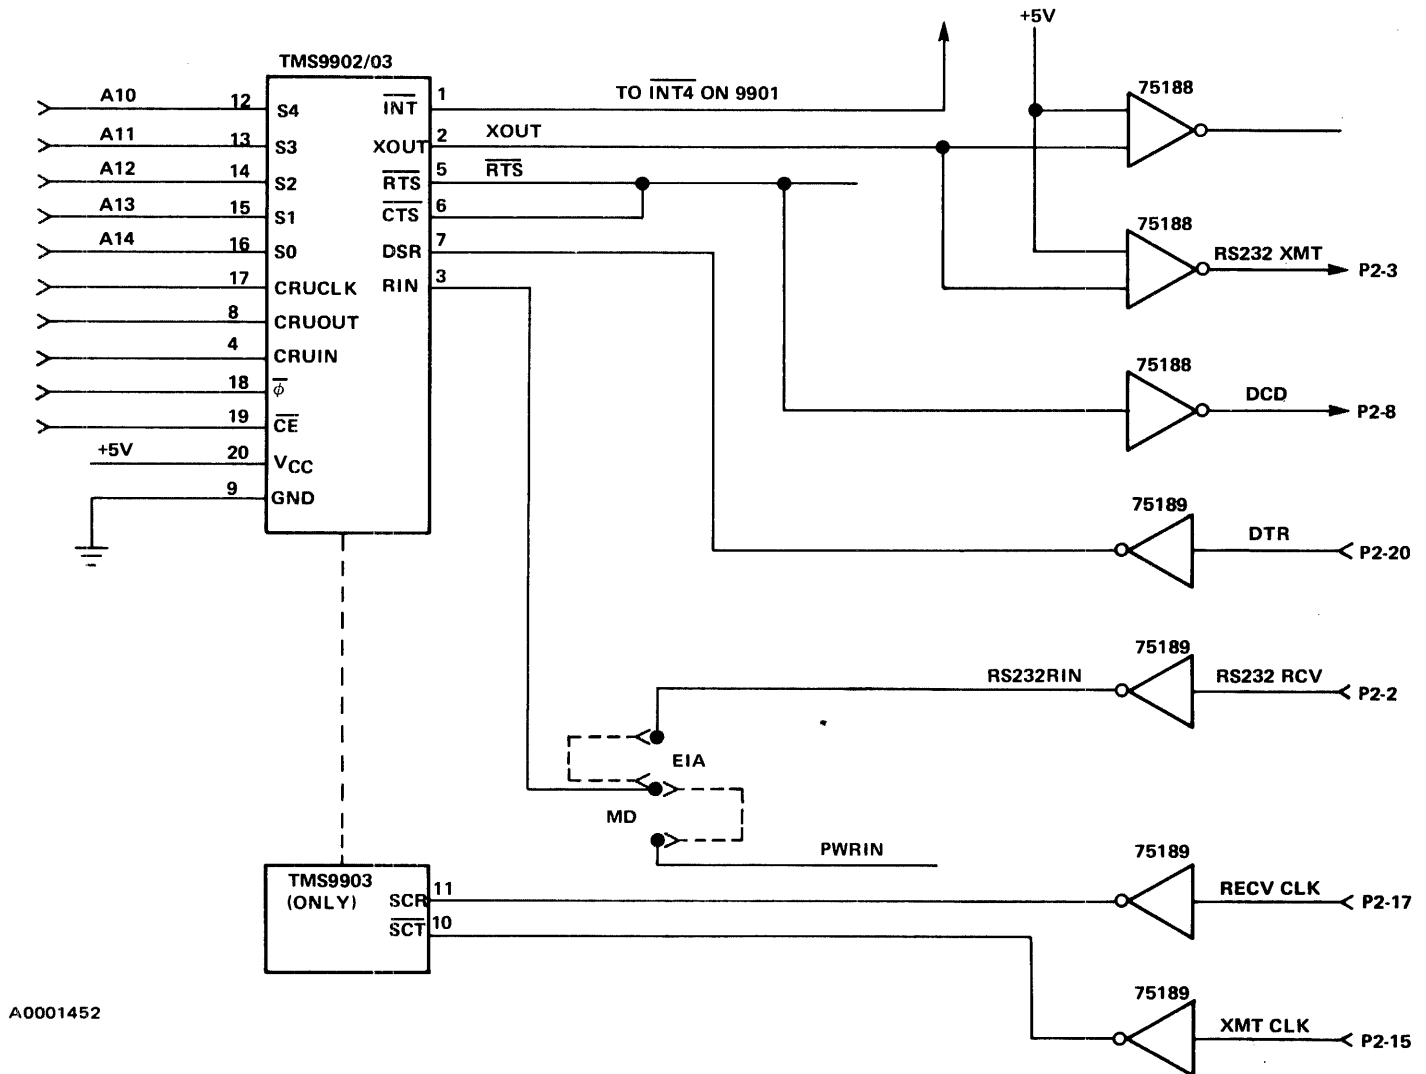 +5V
TMS9902/03
75188
A10 12 S4 INT 1 TO INT4 ON 9901
A11 13 S3 XOUT 2 XOUT
A12 14 S2 RTS 5 RTS
A13 15 S1 CTS 6
75188
A14 16 S0 DSR 7
RS232 XMT P2-3
17 CRUCLK RIN 3
8 CRUOUT
4 CRUIN
75188
18 ϕ
DCD P2-8
19 CE
+5V 20 VCC
9 GND
75189
DTR P2-20
75189
RS232RIN RS232 RCV P2-2
EIA
MD
PWRIN
75189
TMS9903
(ONLY) SCR 11 RECV CLK P2-17
SCT 10
75189
A0001452
XMT CLK P2-15